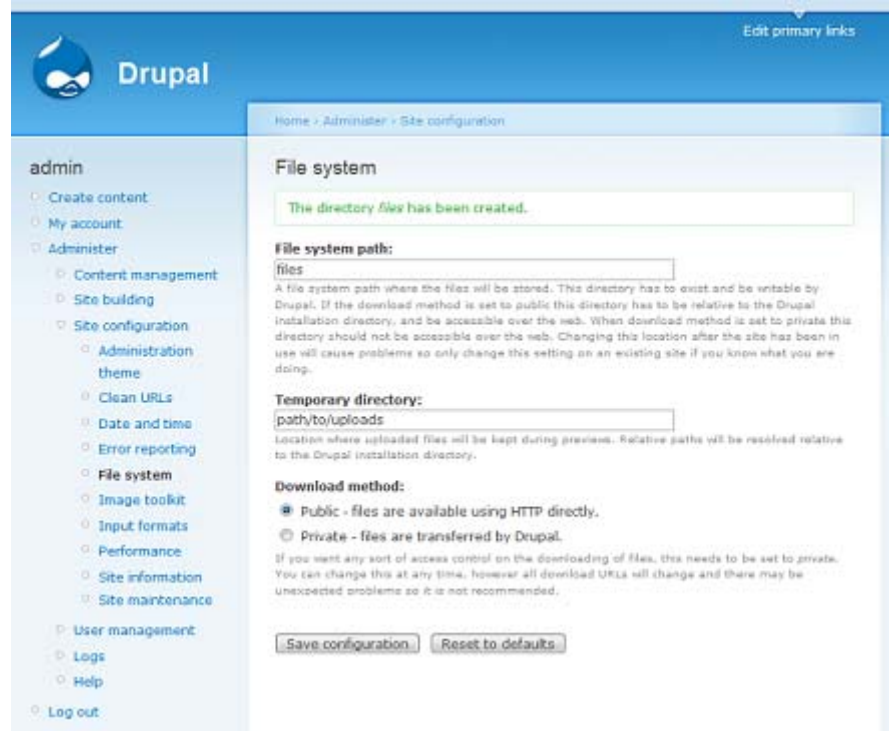 Edit primary links
Drupal
Home › Administer › Site configuration
admin
Create content
My account
Administer
Content management
Site building
Site configuration
Administration
theme
Clean URLs
Date and time
Error reporting
File system
Image toolkit
Input formats
Performance
Site information
Site maintenance
User management
Logs
Help
Log out
File system
The directory files has been created.
File system path:
files
A file system path where the files will be stored. This directory has to exist and be writable by
Drupal. If the download method is set to public this directory has to be relative to the Drupal
installation directory, and be accessible over the web. When download method is set to private this
directory should not be accessible over the web. Changing this location after the site has been in
use will cause problems so only change this setting on an existing site if you know what you are
doing.
Temporary directory:
path/to/uploads
Location where uploaded files will be kept during previews. Relative paths will be resolved relative
to the Drupal installation directory.
Download method:
Public - files are available using HTTP directly.
Private - files are transferred by Drupal.
If you want any sort of access control on the downloading of files, this needs to be set to private.
You can change this at any time, however all download URLs will change and there may be
unexpected problems so it is not recommended.
Save configuration
Reset to defaults